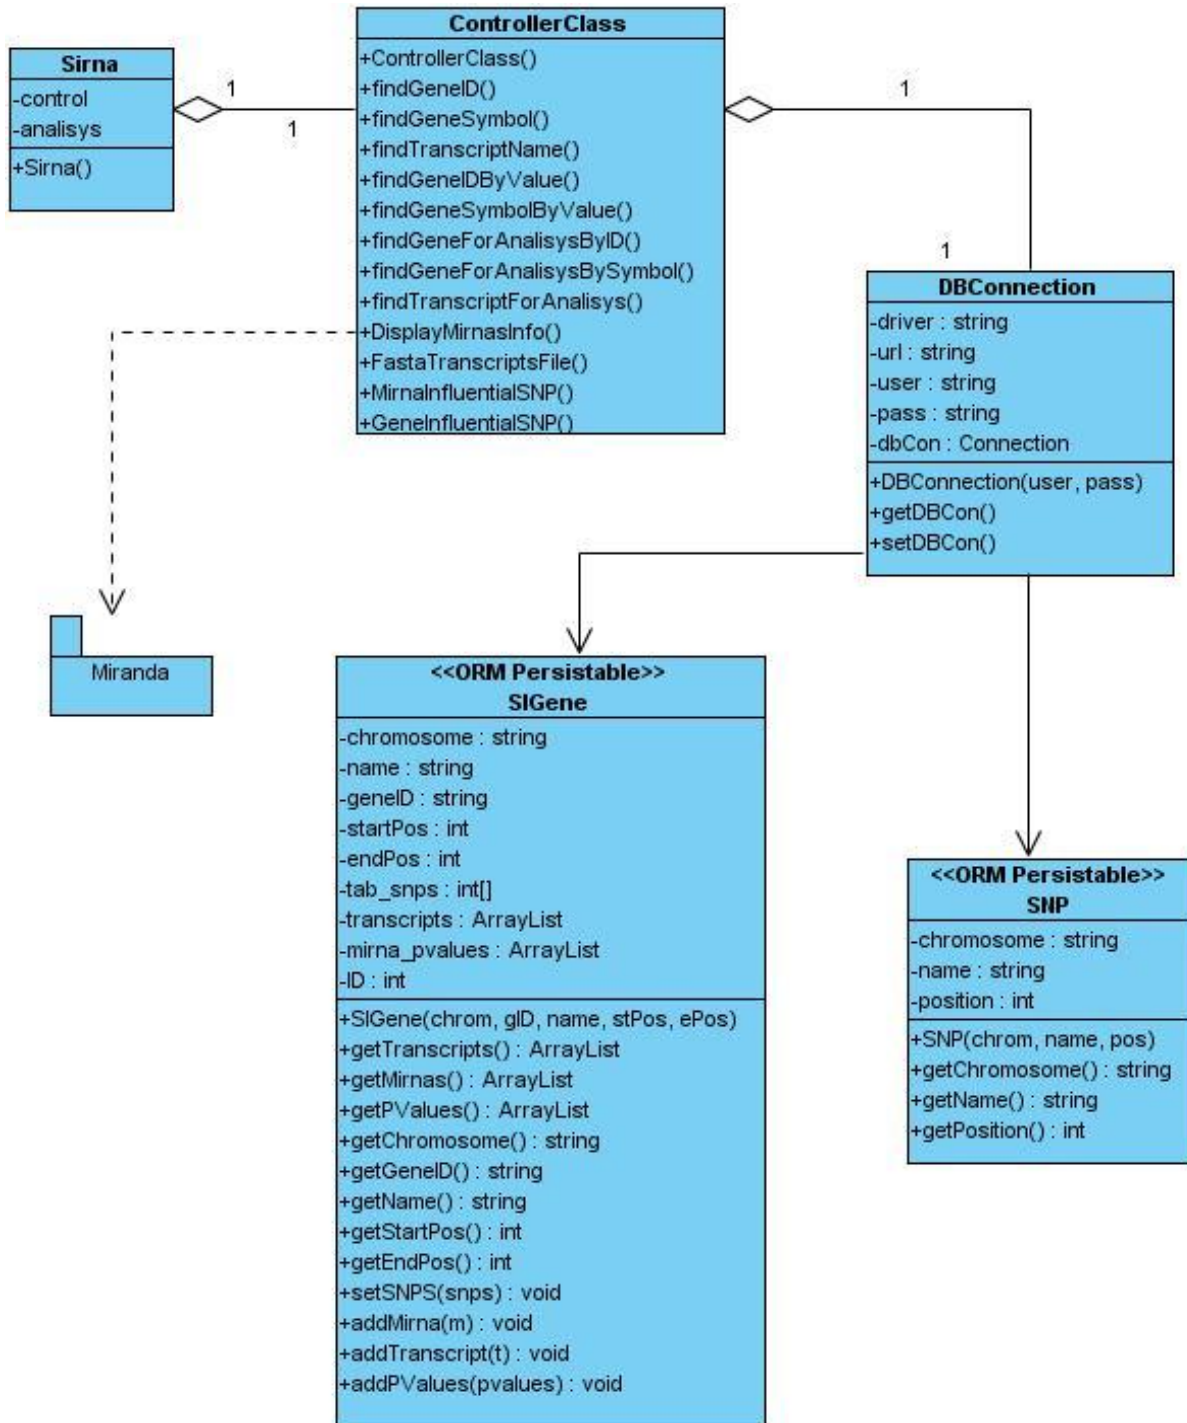 ControllerClass
+ControllerClass()
+findGeneID()
+findGeneSymbol()
+findTranscriptName()
+findGeneIDByValue()
+findGeneSymbolByValue()
+findGeneForAnalisysByID()
+findGeneForAnalisysBySymbol()
+findTranscriptForAnalisys()
+DisplayMirnasInfo()
+FastaTranscriptsFile()
+MirnaInfluentialSNP()
+GeneInfluentialSNP()
Sirna
-control
-analisys
+Sirna()
1
1
1
1
DBConnection
-driver : string
-url : string
-user : string
-pass : string
-dbCon : Connection
+DBConnection(user, pass)
+getDBCon()
+setDBCon()
Miranda
<<ORM Persistable>>
SIGene
-chromosome : string
-name : string
-geneID : string
-startPos : int
-endPos : int
-tab_snps : int[]
-transcripts : ArrayList
-mirna_pvalues : ArrayList
-ID : int
+SIGene(chrom, gID, name, stPos, ePos)
+getTranscripts() : ArrayList
+getMirnas() : ArrayList
+getPValues() : ArrayList
+getChromosome() : string
+getGeneID() : string
+getName() : string
+getStartPos() : int
+getEndPos() : int
+setSNPS(snps) : void
+addMirna(m) : void
+addTranscript(t) : void
+addPValues(pvalues) : void
<<ORM Persistable>>
SNP
-chromosome : string
-name : string
-position : int
+SNP(chrom, name, pos)
+getChromosome() : string
+getName() : string
+getPosition() : int